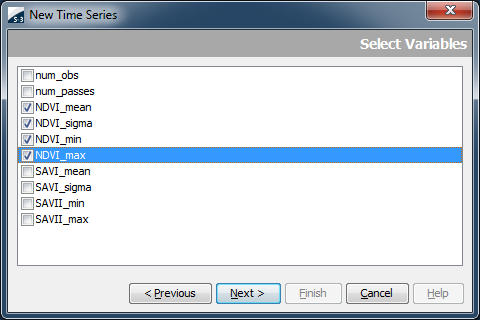 S-3 New Time Series
Select Variables
num_obs
num_passes
NDVI_mean
NDVI_sigma
NDVI_min
NDVI_max
SAVI_mean
SAVI_sigma
SAVII_min
SAVII_max
< Previous Next > Finish Cancel Help